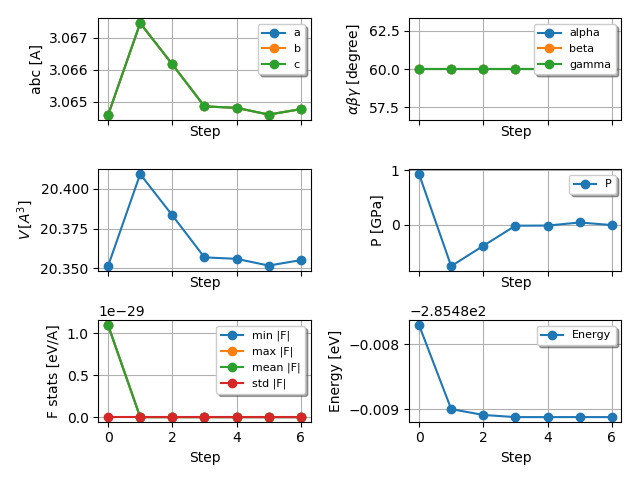 abc [A]
3.067
3.066
3.065
a
b
c
Step
αβγ [degree]
62.5
60.0
57.5
alpha
beta
gamma
Step
V [A³]
20.400
20.375
20.350
Step
P [GPa]
1
0
P
Step
1e−29
F stats [eV/A]
1.0
0.5
0.0
min |F|
max |F|
mean |F|
std |F|
0 2 4 6
Step
−2.8548e2
Energy [eV]
−0.008
−0.009
Energy
0 2 4 6
Step